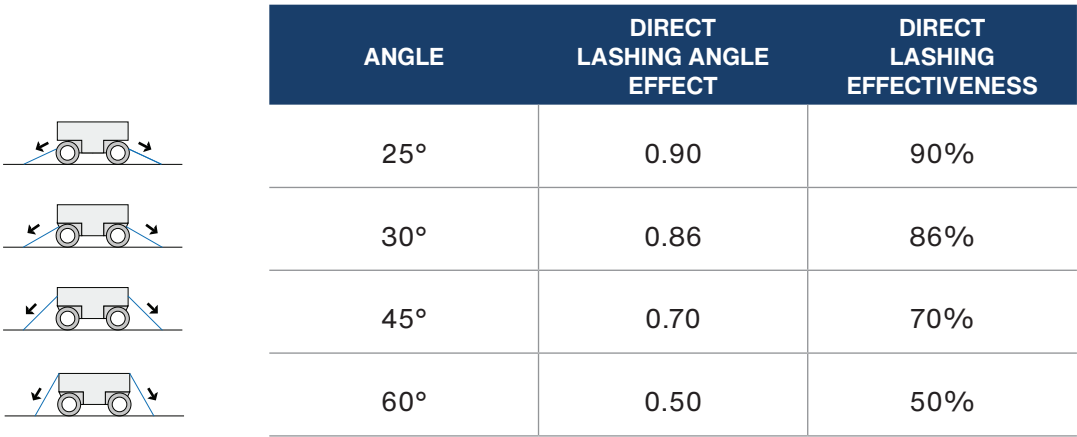 ANGLE
DIRECT
LASHING ANGLE
EFFECT
DIRECT
LASHING
EFFECTIVENESS
25° 0.90 90%
30° 0.86 86%
45° 0.70 70%
60° 0.50 50%